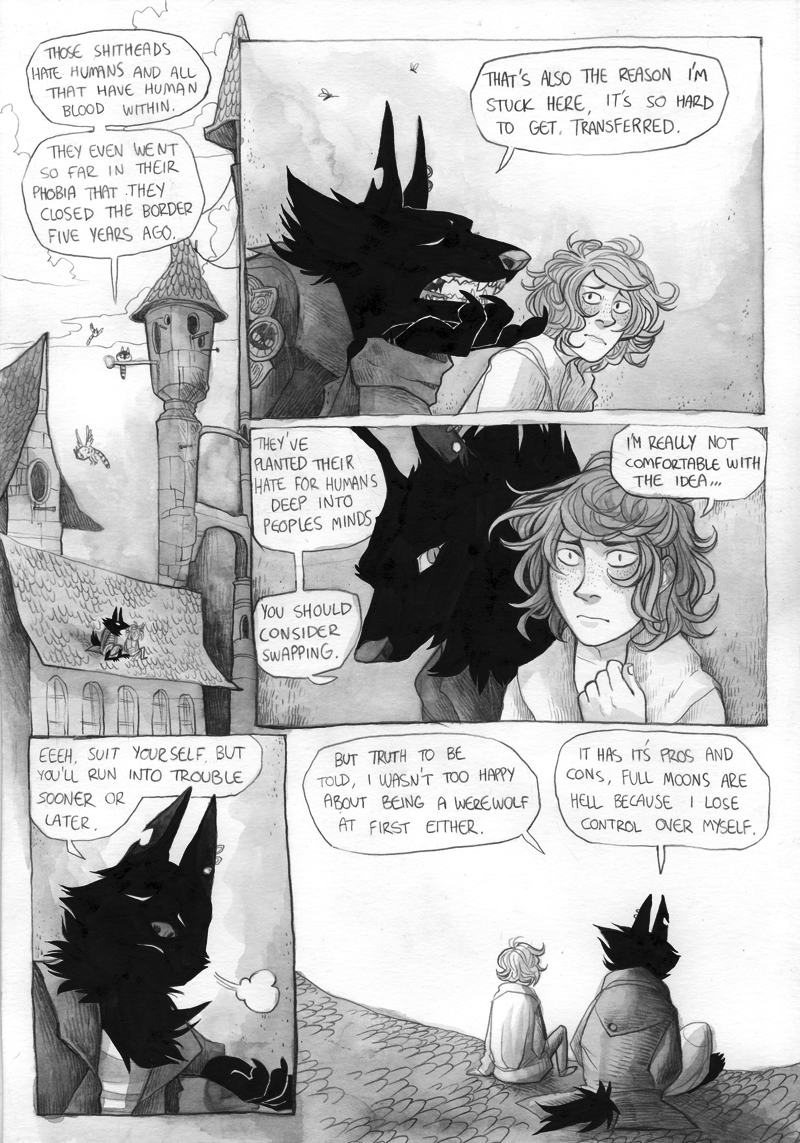 THOSE SHITHEADS
HATE HUMANS AND ALL
THAT HAVE HUMAN
BLOOD WITHIN.
THEY EVEN WENT
SO FAR IN THEIR
PHOBIA THAT THEY
CLOSED THE BORDER
FIVE YEARS AGO.
THAT'S ALSO THE REASON I'M
STUCK HERE, IT'S SO HARD
TO GET TRANSFERRED.
THEY'VE
PLANTED THEIR
HATE FOR HUMANS
DEEP INTO
PEOPLES MINDS
YOU SHOULD
CONSIDER
SWAPPING.
I'M REALLY NOT
COMFORTABLE WITH
THE IDEA...
EEEH, SUIT YOURSELF, BUT
YOU'LL RUN INTO TROUBLE
SOONER OR
LATER.
BUT TRUTH TO BE
TOLD, I WASN'T TOO HAPPY
ABOUT BEING A WEREWOLF
AT FIRST EITHER.
IT HAS IT'S PROS AND
CONS, FULL MOONS ARE
HELL BECAUSE I LOSE
CONTROL OVER MYSELF.